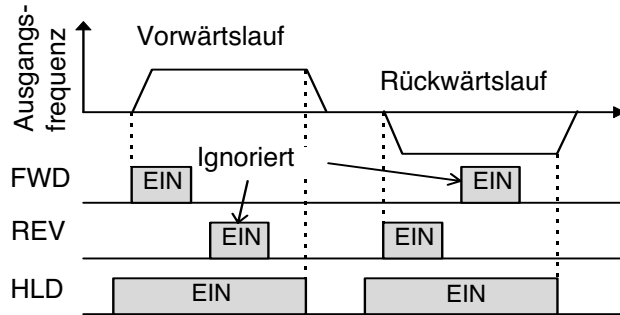 Ausgangs-
frequenz
Vorwärtslauf
Rückwärtslauf
Ignoriert
FWD
EIN
EIN
REV
EIN
EIN
HLD
EIN
EIN